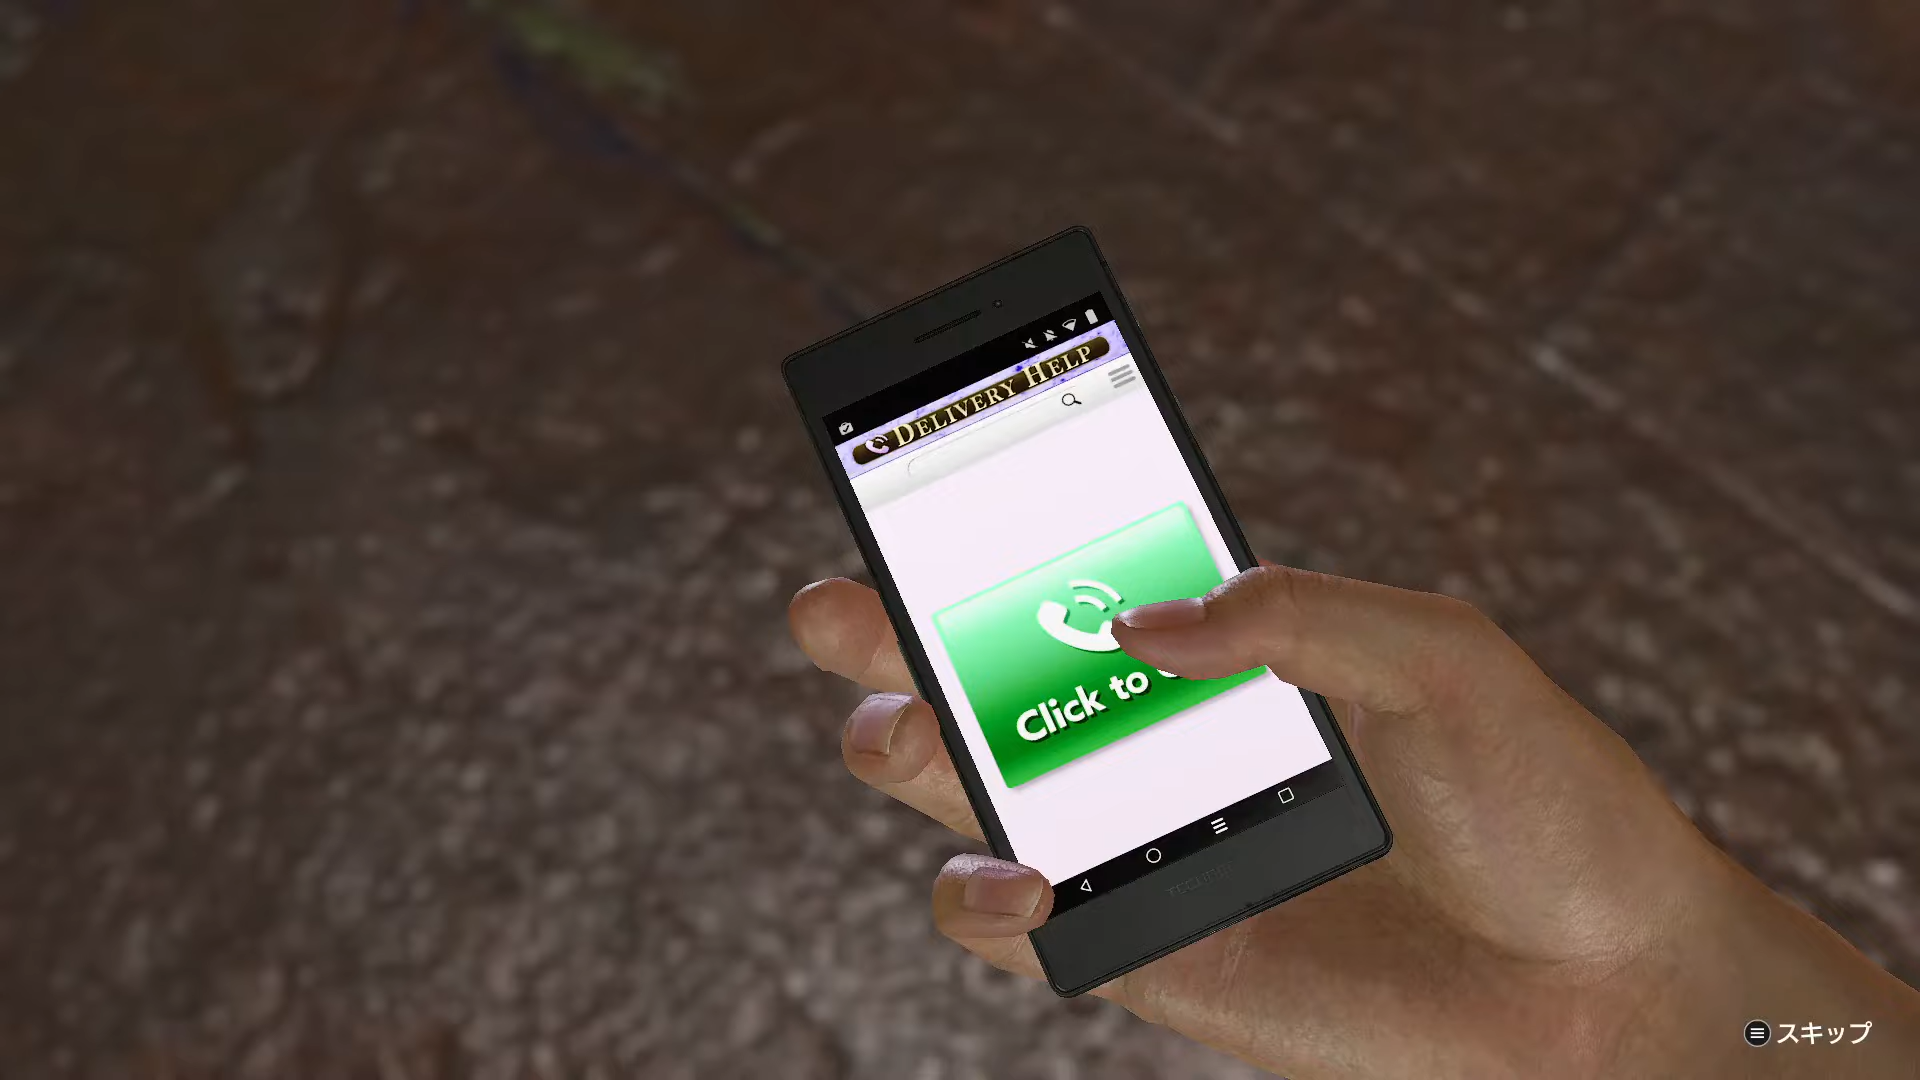 DELIVERY HELP
Click to
スキップ